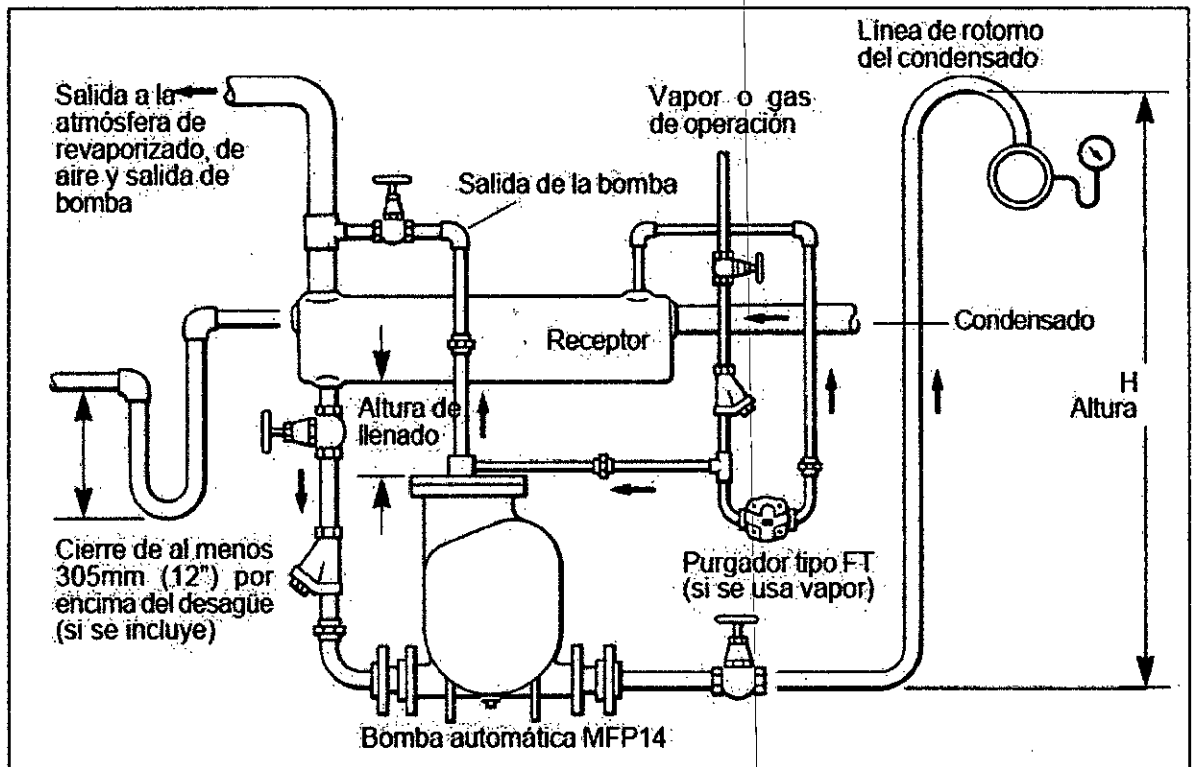 Línea de rotorno
del condensado
Salida a la
atmósfera de
revaporizado, de
aire y salida de
bomba
Vapor o gas
de operación
Salida de la bomba
Receptor
Condensado
Altura de
llenado
H
Altura
Cierre de al menos
305mm (12") por
encima del desagüe
(si se incluye)
Purgador tipo FT
(si se usa vapor)
Bomba automática MFP14